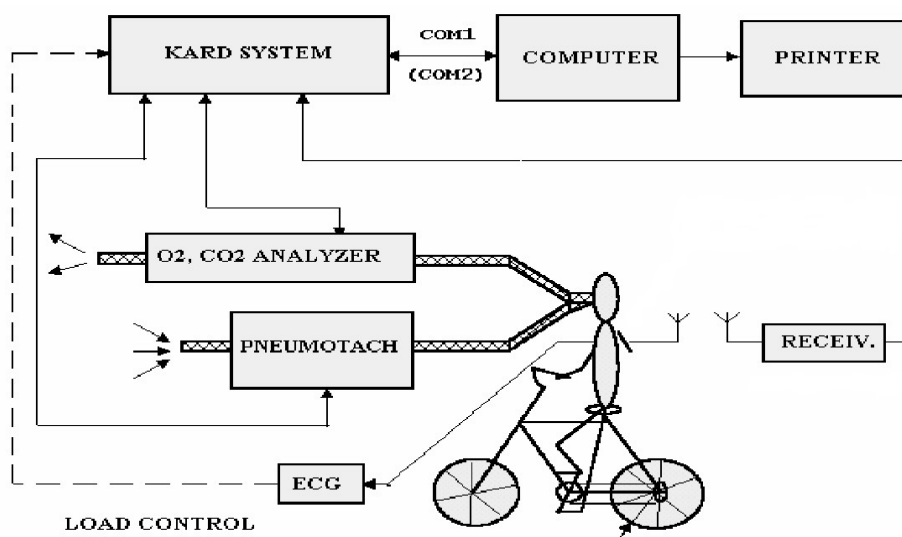 KARD SYSTEM
COM1
(COM2)
COMPUTER
PRINTER
O2, CO2 ANALYZER
PNEUMOTACH
RECEIV.
ECG
LOAD CONTROL